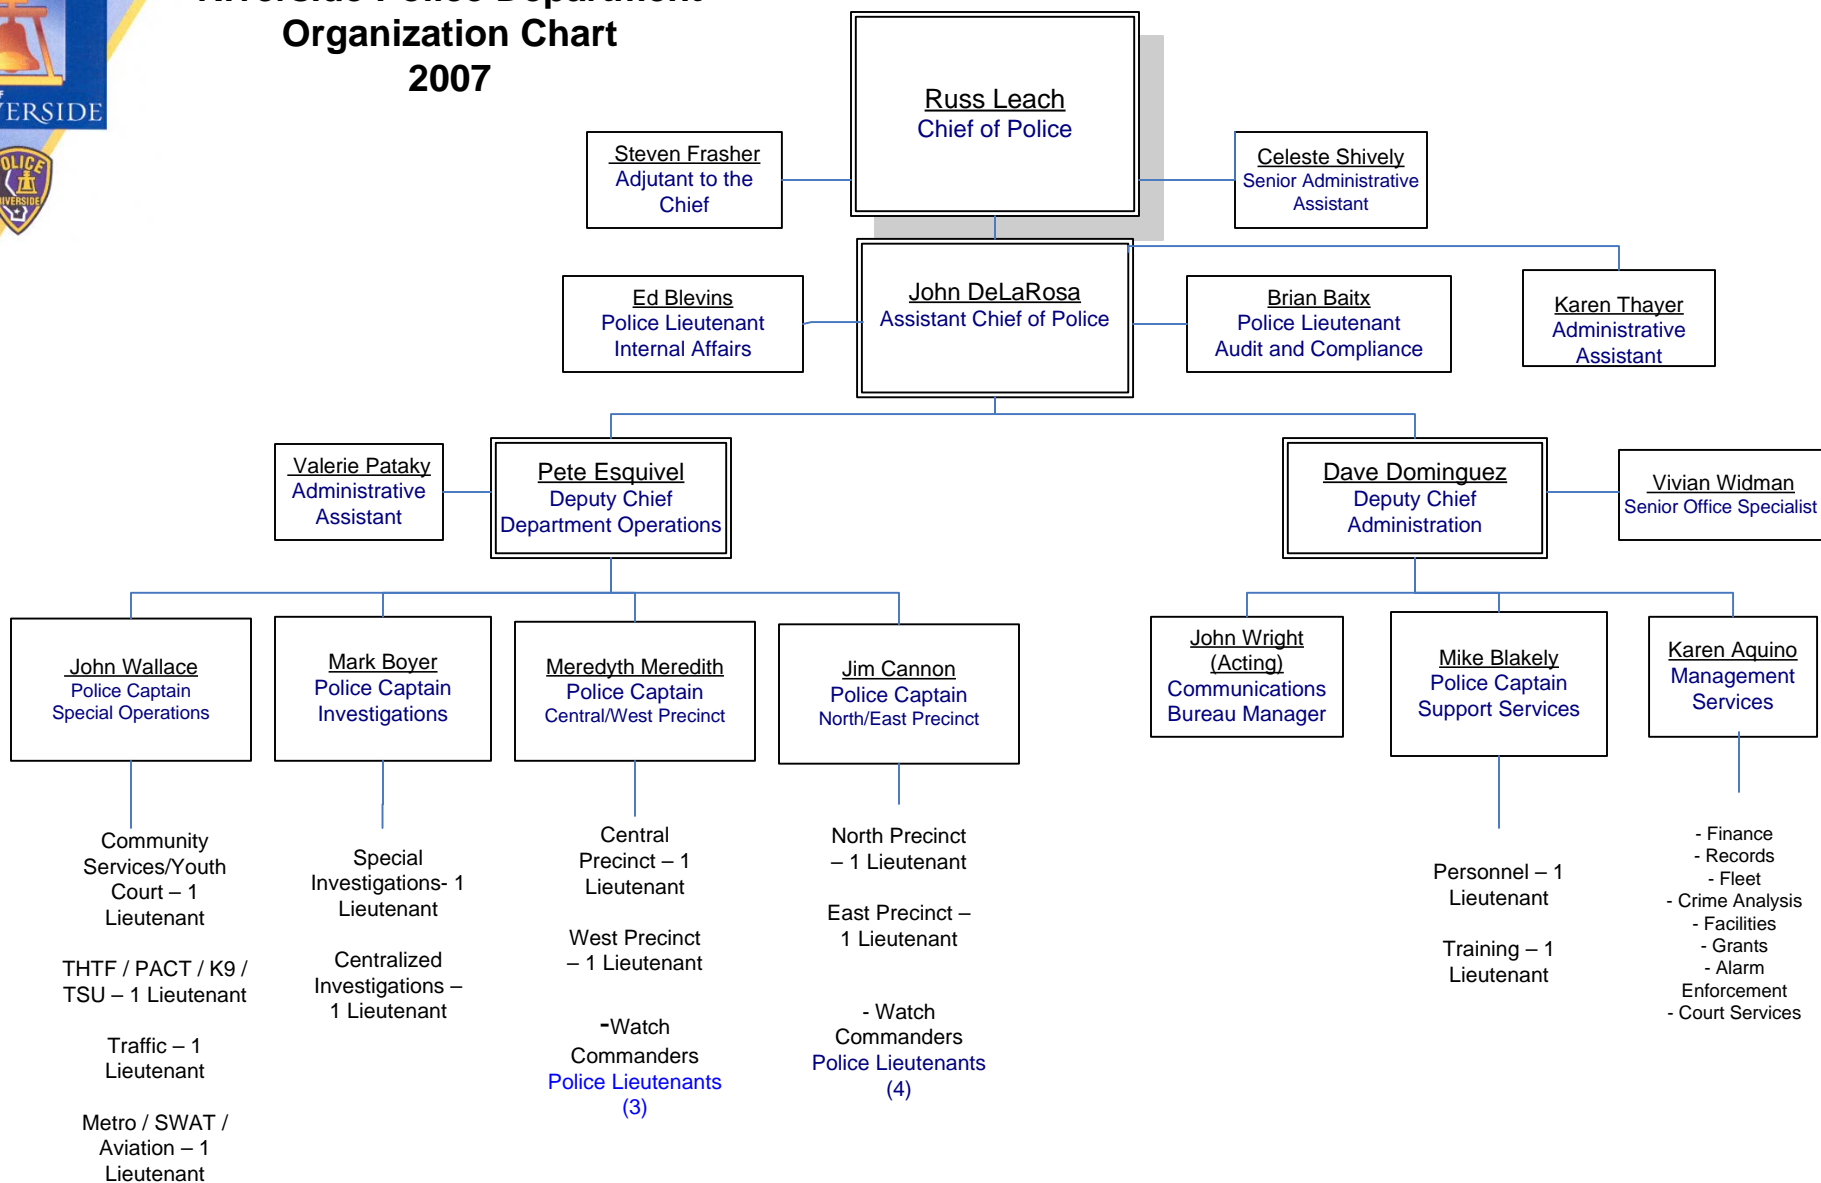 Riverside Police Department
Organization Chart
2007
ERSIDE
POLICE
RIVERSIDE
Russ Leach
Chief of Police
Steven Frasher
Adjutant to the
Chief
Celeste Shively
Senior Administrative
Assistant
John DeLaRosa
Assistant Chief of Police
Ed Blevins
Police Lieutenant
Internal Affairs
Brian Baitx
Police Lieutenant
Audit and Compliance
Karen Thayer
Administrative
Assistant
Valerie Pataky
Administrative
Assistant
Pete Esquivel
Deputy Chief
Department Operations
Dave Dominguez
Deputy Chief
Administration
Vivian Widman
Senior Office Specialist
John Wallace
Police Captain
Special Operations
Mark Boyer
Police Captain
Investigations
Meredyth Meredith
Police Captain
Central/West Precinct
Jim Cannon
Police Captain
North/East Precinct
John Wright
(Acting)
Communications
Bureau Manager
Mike Blakely
Police Captain
Support Services
Karen Aquino
Management
Services
Community
Services/Youth
Court – 1
Lieutenant
THTF / PACT / K9 /
TSU – 1 Lieutenant
Traffic – 1
Lieutenant
Metro / SWAT /
Aviation – 1
Lieutenant
Special
Investigations- 1
Lieutenant
Centralized
Investigations –
1 Lieutenant
Central
Precinct – 1
Lieutenant
West Precinct
– 1 Lieutenant
-Watch
Commanders
Police Lieutenants
(3)
North Precinct
– 1 Lieutenant
East Precinct –
1 Lieutenant
- Watch
Commanders
Police Lieutenants
(4)
Personnel – 1
Lieutenant
Training – 1
Lieutenant
- Finance
- Records
- Fleet
- Crime Analysis
- Facilities
- Grants
- Alarm
Enforcement
- Court Services